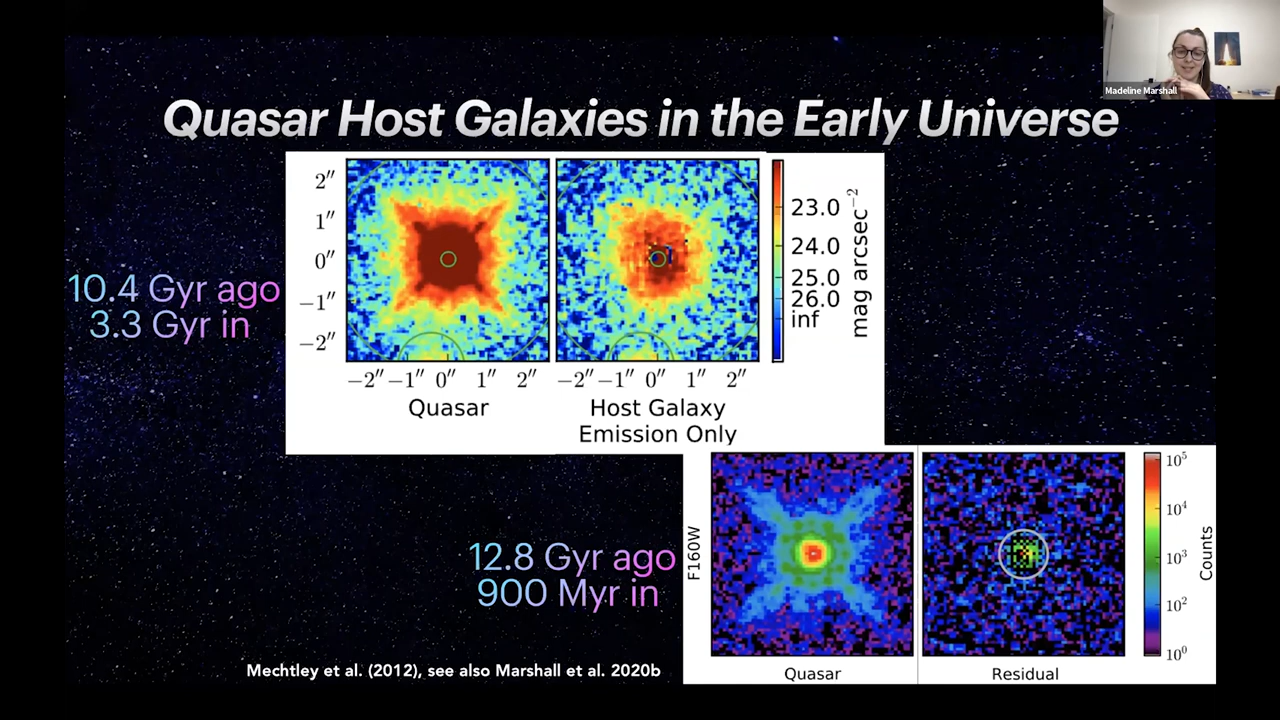 Madeline Marshall
Quasar Host Galaxies in the Early Universe
10.4 Gyr ago
3.3 Gyr in
2″
1″
0″
−1″
−2″
−2″ −1″ 0″ 1″ 2″
−2″ −1″ 0″ 1″ 2″
Quasar
Host Galaxy
Emission Only
23.0
24.0
25.0
26.0
inf
mag arcsec⁻²
12.8 Gyr ago
900 Myr in
F160W
Quasar
Residual
10⁵
10⁴
10³
10²
10⁰
Counts
Mechtley et al. (2012), see also Marshall et al. 2020b